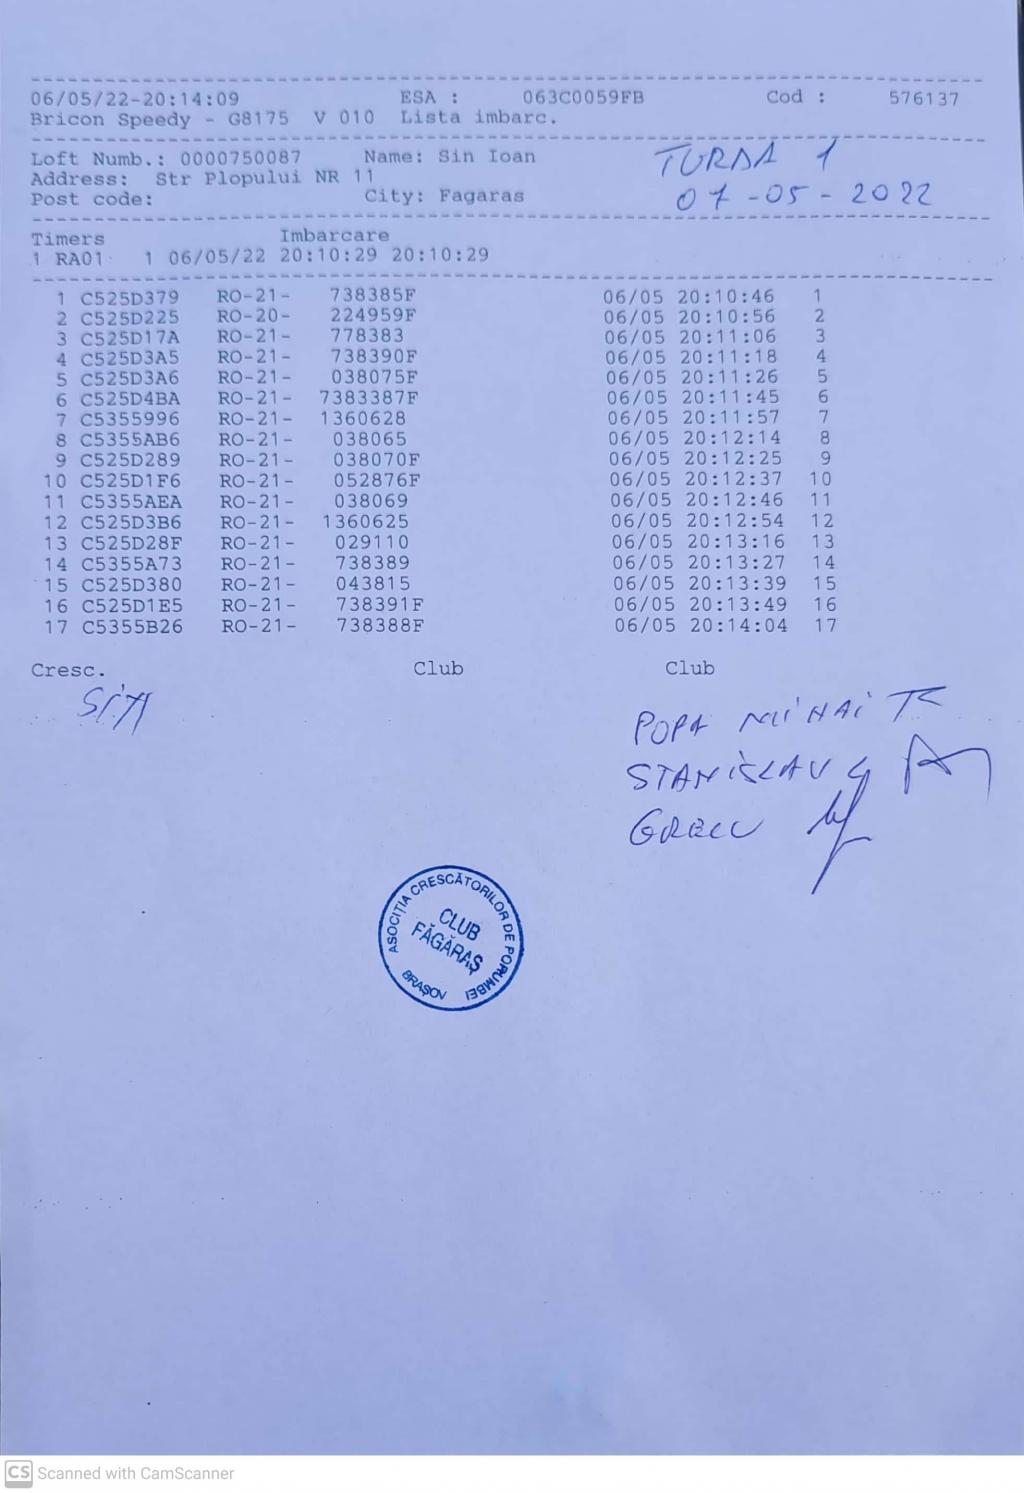 06/05/22-20:14:09 ESA : 063C0059FB Cod : 576137
Bricon Speedy - G8175 V 010 Lista imbarc.
Loft Numb.: 0000750087 Name: Sin Ioan
Address: Str Plopului NR 11
Post code: City: Fagaras
TURDA 1
07-05-2022
Timers Imbarcare
1 RA01 1 06/05/22 20:10:29 20:10:29
1 C525D379 RO-21- 738385F 06/05 20:10:46 1
2 C525D225 RO-20- 224959F 06/05 20:10:56 2
3 C525D17A RO-21- 778383 06/05 20:11:06 3
4 C525D3A5 RO-21- 738390F 06/05 20:11:18 4
5 C525D3A6 RO-21- 038075F 06/05 20:11:26 5
6 C525D4BA RO-21- 7383387F 06/05 20:11:45 6
7 C5355996 RO-21- 1360628 06/05 20:11:57 7
8 C5355AB6 RO-21- 038065 06/05 20:12:14 8
9 C525D289 RO-21- 038070F 06/05 20:12:25 9
10 C525D1F6 RO-21- 052876F 06/05 20:12:37 10
11 C5355AEA RO-21- 038069 06/05 20:12:46 11
12 C525D3B6 RO-21- 1360625 06/05 20:12:54 12
13 C525D28F RO-21- 029110 06/05 20:13:16 13
14 C5355A73 RO-21- 738389 06/05 20:13:27 14
15 C525D380 RO-21- 043815 06/05 20:13:39 15
16 C525D1E5 RO-21- 738391F 06/05 20:13:49 16
17 C5355B26 RO-21- 738388F 06/05 20:14:04 17
Cresc. Club Club
POPA MIHAI
STANISLAV G
GRECU
ASOCIȚIA CRESCĂTORILOR DE PORUMBEI
CLUB
FĂGĂRAȘ
BRAȘOV
CS Scanned with CamScanner